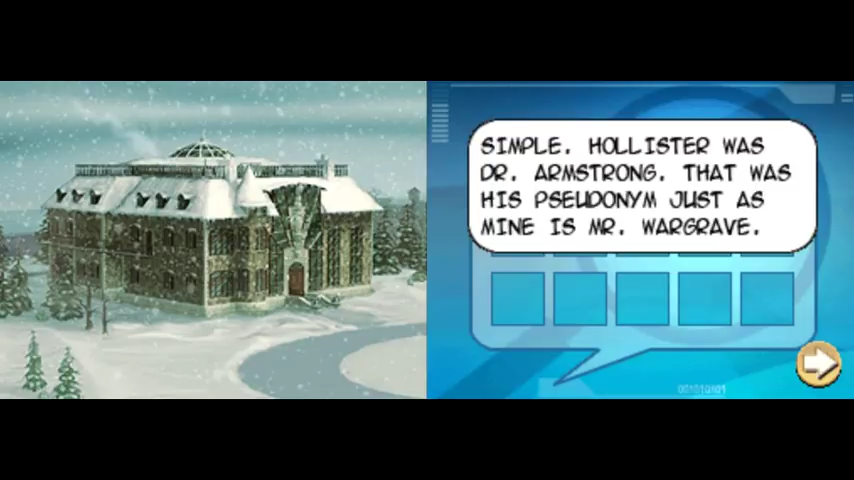 SIMPLE. HOLLISTER WAS
DR. ARMSTRONG. THAT WAS
HIS PSEUDONYM JUST AS
MINE IS MR. WARGRAVE.